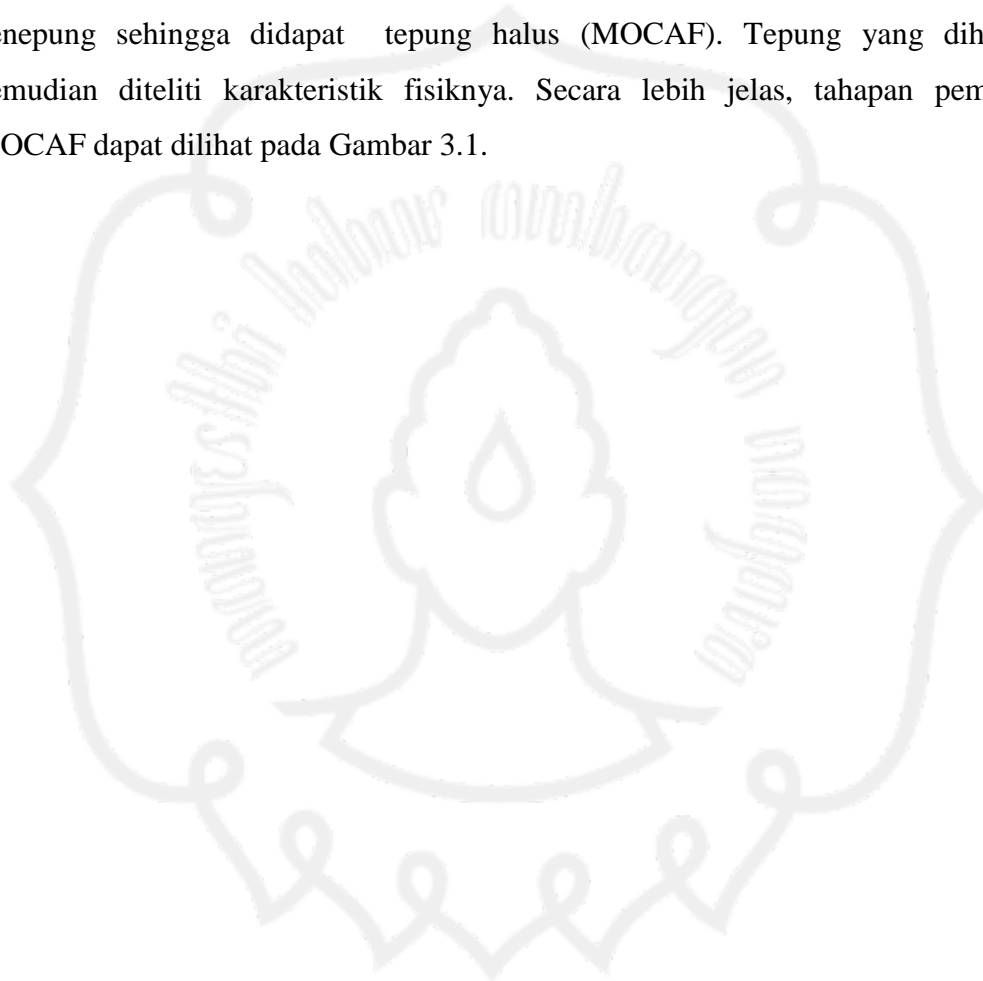 enepung sehingga didapat tepung halus (MOCAF). Tepung yang dih
emudian diteliti karakteristik fisiknya. Secara lebih jelas, tahapan pem
OCAF dapat dilihat pada Gambar 3.1.